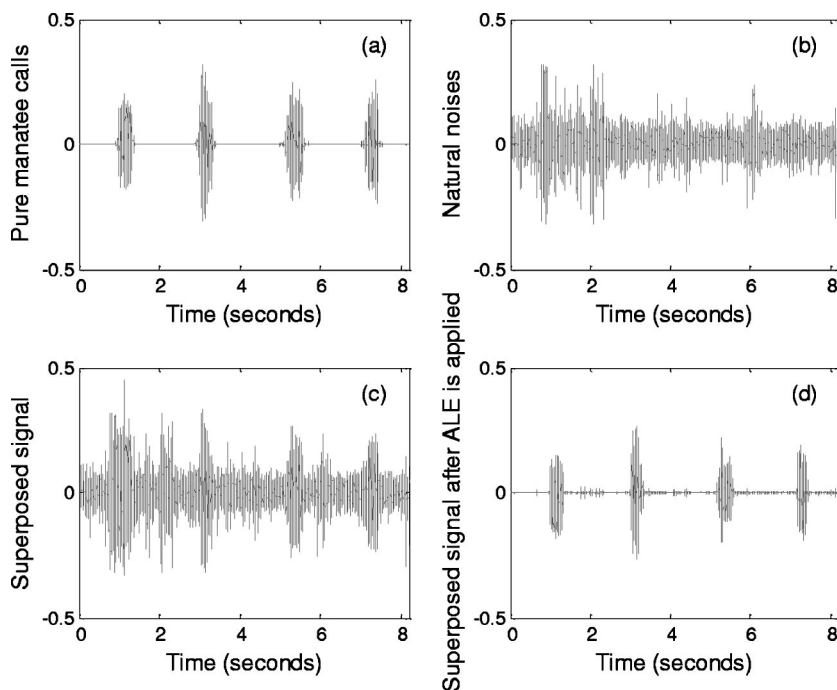 (a)
Pure manatee calls
0.5
0
-0.5
0 2 4 6 8
Time (seconds)
(b)
Natural noises
0.5
0
-0.5
0 2 4 6 8
Time (seconds)
(c)
Superposed signal
0.5
0
-0.5
0 2 4 6 8
Time (seconds)
(d)
Superposed signal after ALE is applied
0.5
0
-0.5
0 2 4 6 8
Time (seconds)